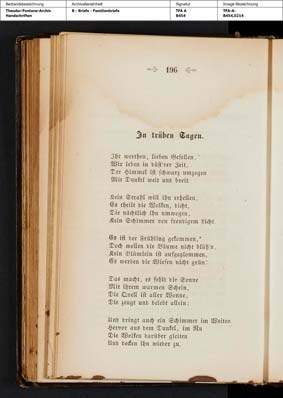 Bestandsbezeichnung Archivalieneinheit Signatur Image-Bezeichnung
Theodor-Fontane-Archiv B - Briefe - Familienbriefe TFA A TFA-A-
Handschriften B454 B454,0214
196
In trüben Tagen.
Ihr werthen, lieben Gesellen,
Wir leben in düst'rer Zeit,
Der Himmel ist schwarz umzogen
Mit Dunkel weit und breit
Kein Strahl will ihn erhellen,
Es theilt die Wolken, dicht,
Die nächtlich ihn umwogen,
Kein Schimmer von freud'gem Licht
Es ist der Frühling gekommen,
Doch wollen die Bäume nicht blüh'n,
Kein Blümlein ist aufgeglommen,
Es werden die Wiesen nicht grün!
Das macht, es fehlt die Sonne
Mit ihrem warmen Schein,
Die Quell ist aller Wonne,
Die zeugt und belebt allein;
Und dringt auch ein Schimmer im Weiten
Hervor aus dem Dunkel, im Nu
Die Wolken darüber gleiten
Und decken ihn wieder zu.